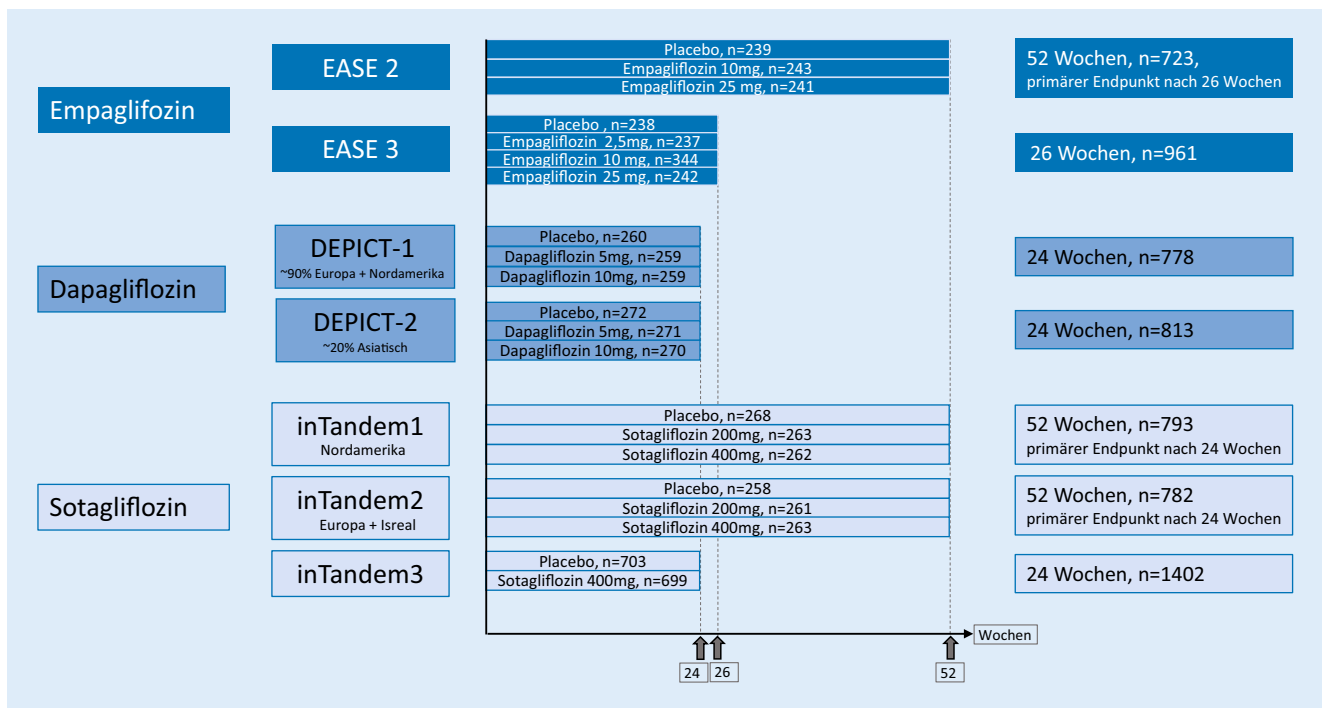 Empaglifozin
EASE 2
Placebo, n=239
Empagliflozin 10mg, n=243
Empagliflozin 25 mg, n=241
52 Wochen, n=723,
primärer Endpunkt nach 26 Wochen
EASE 3
Placebo , n=238
Empagliflozin 2,5mg, n=237
Empagliflozin 10 mg, n=344
Empagliflozin 25 mg, n=242
26 Wochen, n=961
Dapagliflozin
DEPICT-1
~90% Europa + Nordamerika
Placebo, n=260
Dapagliflozin 5mg, n=259
Dapagliflozin 10mg, n=259
24 Wochen, n=778
DEPICT-2
~20% Asiatisch
Placebo, n=272
Dapagliflozin 5mg, n=271
Dapagliflozin 10mg, n=270
24 Wochen, n=813
Sotagliflozin
inTandem1
Nordamerika
Placebo, n=268
Sotagliflozin 200mg, n=263
Sotagliflozin 400mg, n=262
52 Wochen, n=793
primärer Endpunkt nach 24 Wochen
inTandem2
Europa + Isreal
Placebo, n=258
Sotagliflozin 200mg, n=261
Sotagliflozin 400mg, n=263
52 Wochen, n=782
primärer Endpunkt nach 24 Wochen
inTandem3
Placebo, n=703
Sotagliflozin 400mg, n=699
24 Wochen, n=1402
Wochen
24
26
52